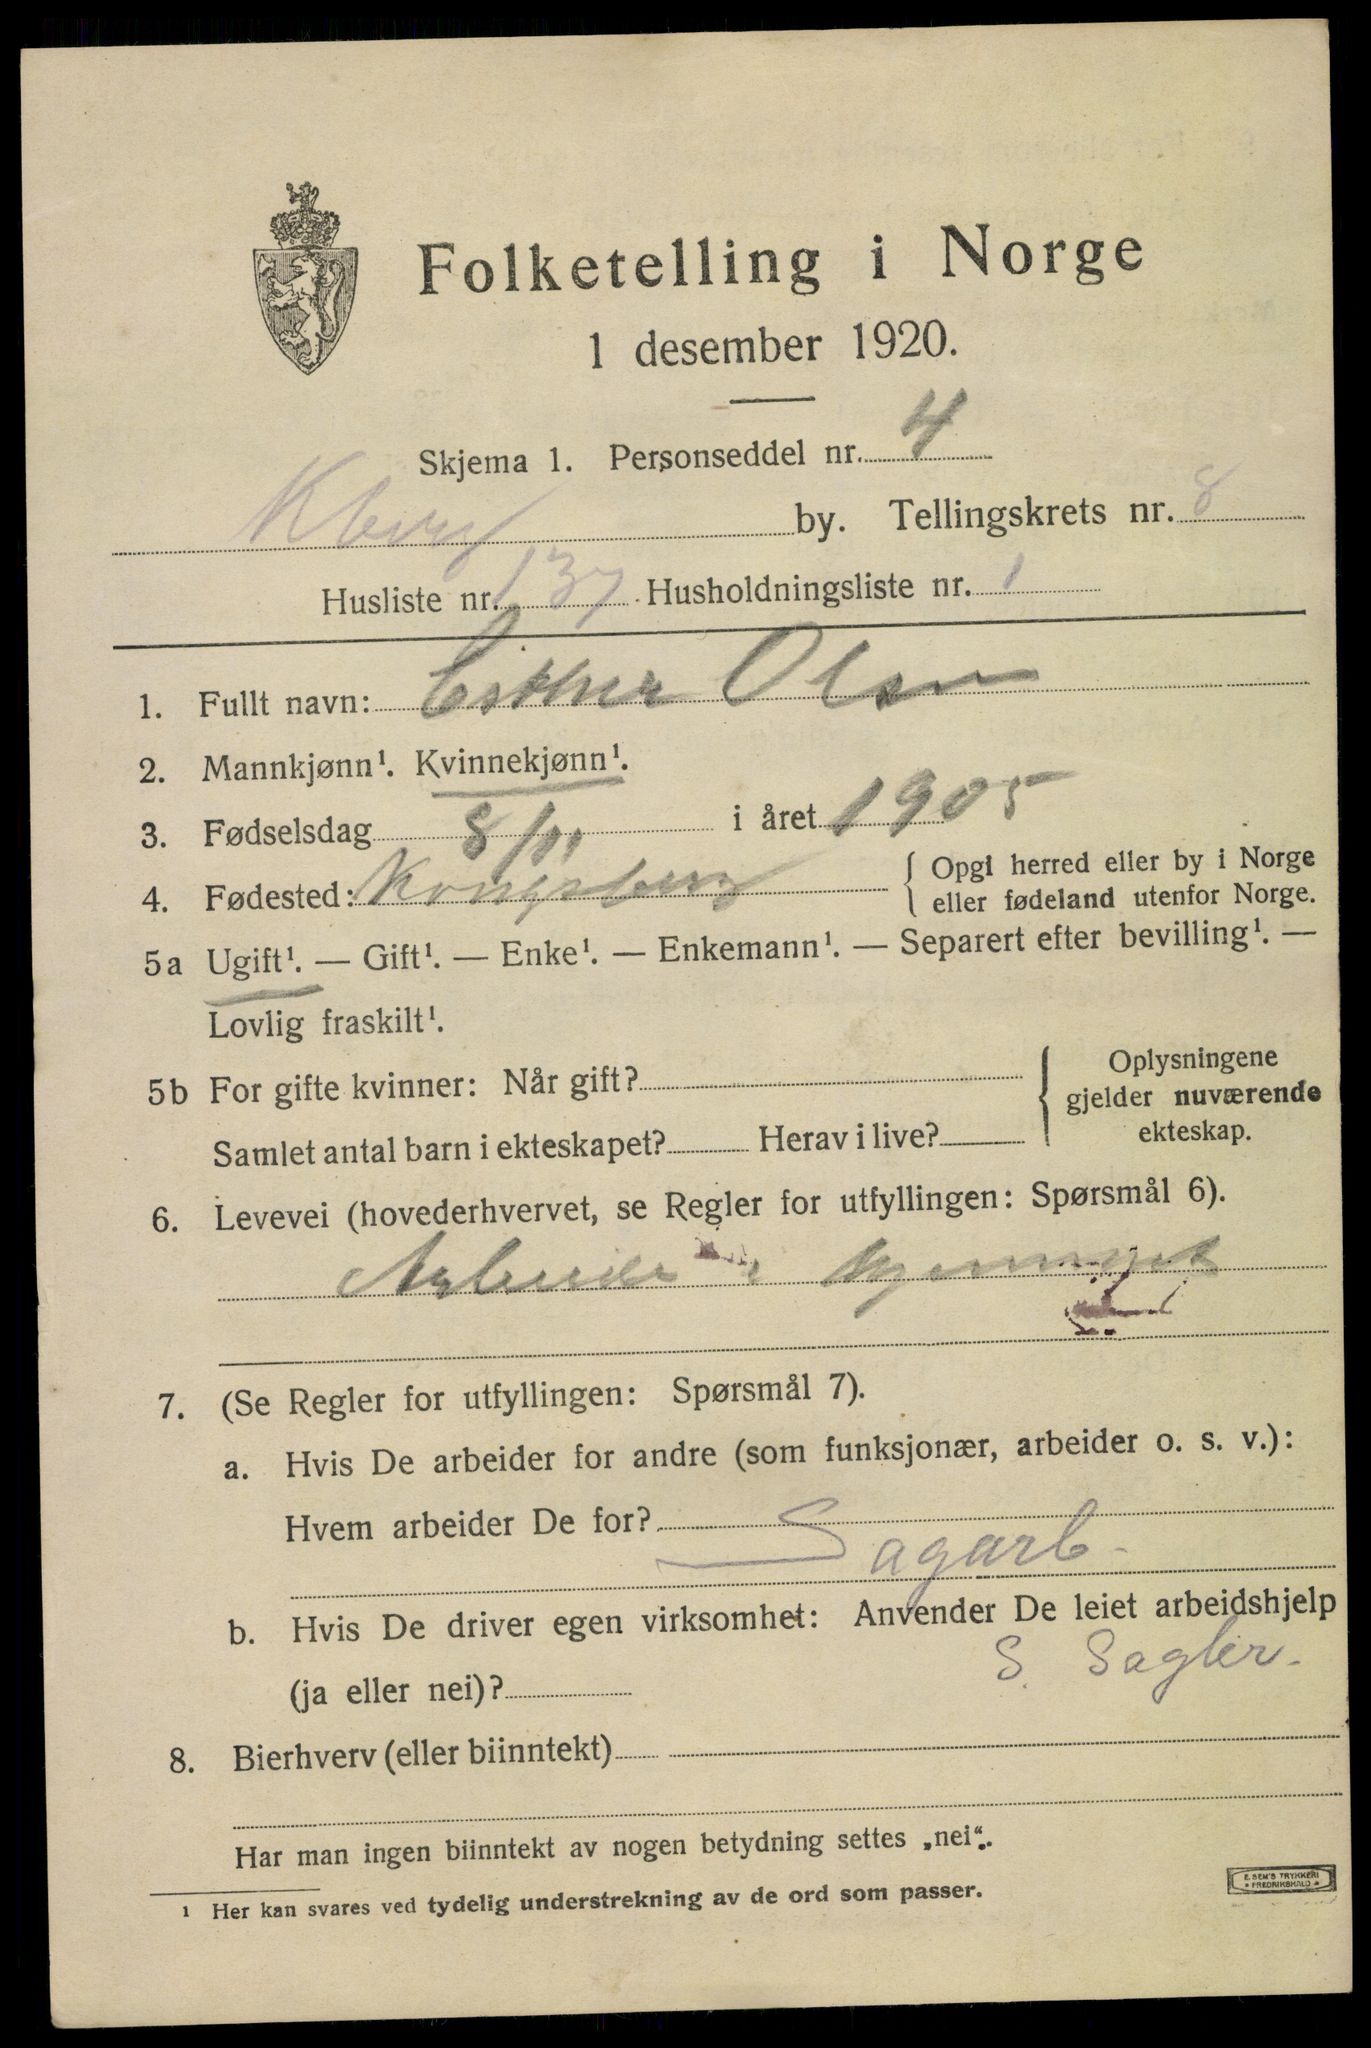 Folketelling i Norge
1 desember 1920.
Skjema 1. Personseddel nr. 4
Kberg by. Tellingskrets nr. 8
Husliste nr. 137 Husholdningsliste nr. 1
1. Fullt navn: Esther Olsen
2. Mannkjønn¹. Kvinnekjønn¹.
3. Fødselsdag 8/11 i året 1905
4. Fødested: Kongsberg { Opgi herred eller by i Norge
eller fødeland utenfor Norge.
5a Ugift¹. — Gift¹. — Enke¹. — Enkemann¹. — Separert efter bevilling¹. —
Lovlig fraskilt¹.
5b For gifte kvinner: Når gift? { Oplysningene
gjelder nuværende
Samlet antal barn i ekteskapet? Herav i live? ekteskap.
6. Levevei (hovederhvervet, se Regler for utfyllingen: Spørsmål 6).
Arbeider i hjemmet
7. (Se Regler for utfyllingen: Spørsmål 7).
a. Hvis De arbeider for andre (som funksjonær, arbeider o. s. v.):
Hvem arbeider De for?
Sagarb.
b. Hvis De driver egen virksomhet: Anvender De leiet arbeidshjelp
S. Sagbr.
(ja eller nei)?
8. Bierhverv (eller biinntekt)
Har man ingen biinntekt av nogen betydning settes „nei“.
¹ Her kan svares ved tydelig understrekning av de ord som passer.
E. SEM'S TRYKKERI
• FREDRIKSHALD •